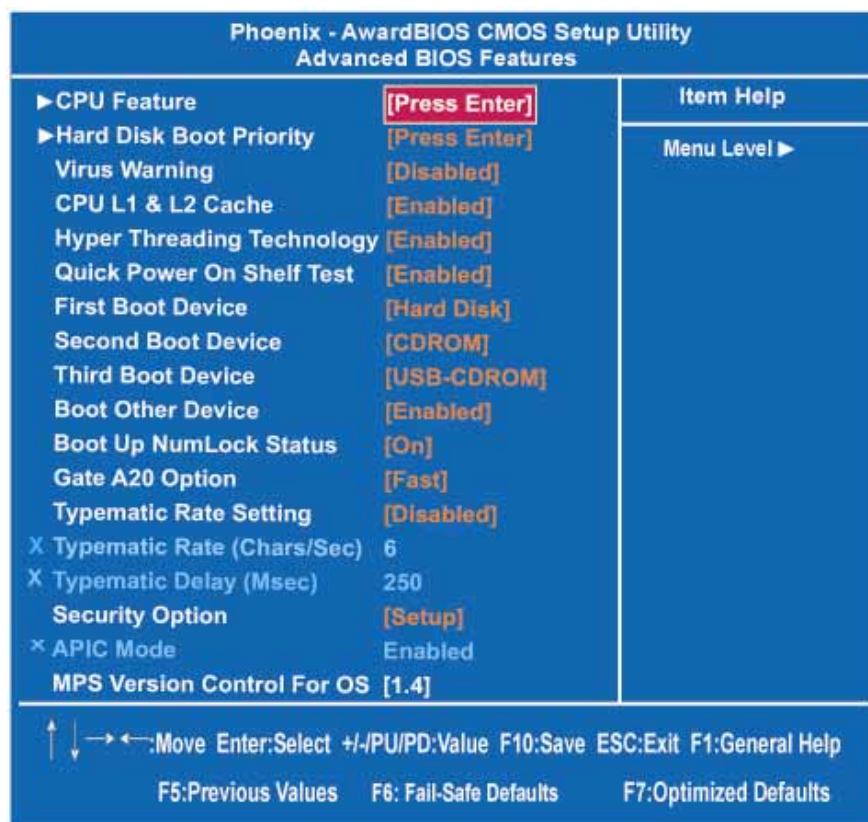 Phoenix - AwardBIOS CMOS Setup Utility
Advanced BIOS Features
▶CPU Feature [Press Enter]
▶Hard Disk Boot Priority [Press Enter]
Virus Warning [Disabled]
CPU L1 & L2 Cache [Enabled]
Hyper Threading Technology [Enabled]
Quick Power On Shelf Test [Enabled]
First Boot Device [Hard Disk]
Second Boot Device [CDROM]
Third Boot Device [USB-CDROM]
Boot Other Device [Enabled]
Boot Up NumLock Status [On]
Gate A20 Option [Fast]
Typematic Rate Setting [Disabled]
X Typematic Rate (Chars/Sec) 6
X Typematic Delay (Msec) 250
Security Option [Setup]
× APIC Mode Enabled
MPS Version Control For OS [1.4]
Item Help
Menu Level ▶
↑ ↓ → ←:Move Enter:Select +/-/PU/PD:Value F10:Save ESC:Exit F1:General Help
F5:Previous Values F6: Fail-Safe Defaults F7:Optimized Defaults